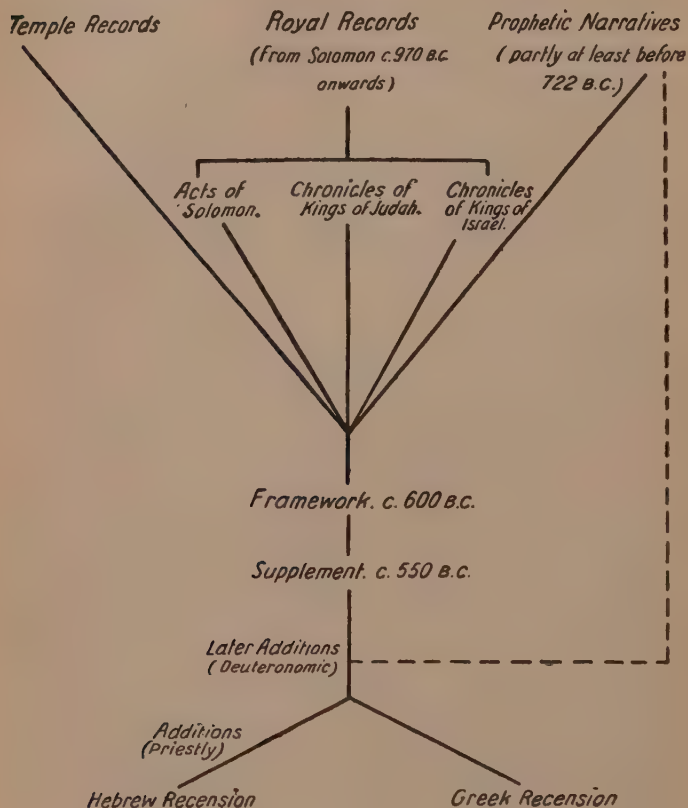 Temple Records
Royal Records
(From Solomon c.970 B.C.
onwards)
Prophetic Narratives
(partly at least before
722 B.C.)
Acts of
Solomon.
Chronicles of
Kings of Judah.
Chronicles
of Kings of
Israel.
Framework. c. 600 B.C.
Supplement. c. 550 B.C.
Later Additions
(Deuteronomic)
Additions
(Priestly)
Hebrew Recension
Greek Recension